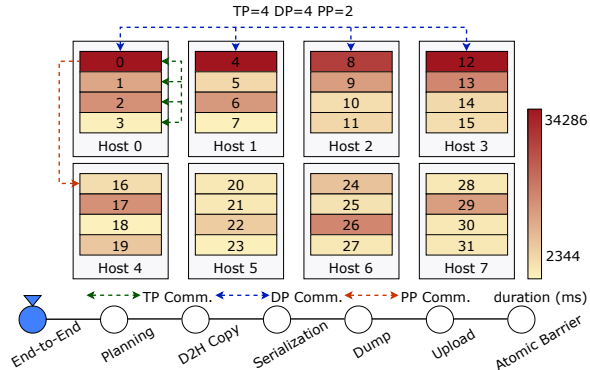 TP=4 DP=4 PP=2
0 4 8 12
1 5 9 13
2 6 10 14
3 7 11 15
Host 0 Host 1 Host 2 Host 3
34286
16 20 24 28
17 21 25 29
18 22 26 30
19 23 27 31
Host 4 Host 5 Host 6 Host 7
2344
TP Comm. DP Comm. PP Comm. duration (ms)
End-to-End Planning D2H Copy Serialization Dump Upload Atomic Barrier